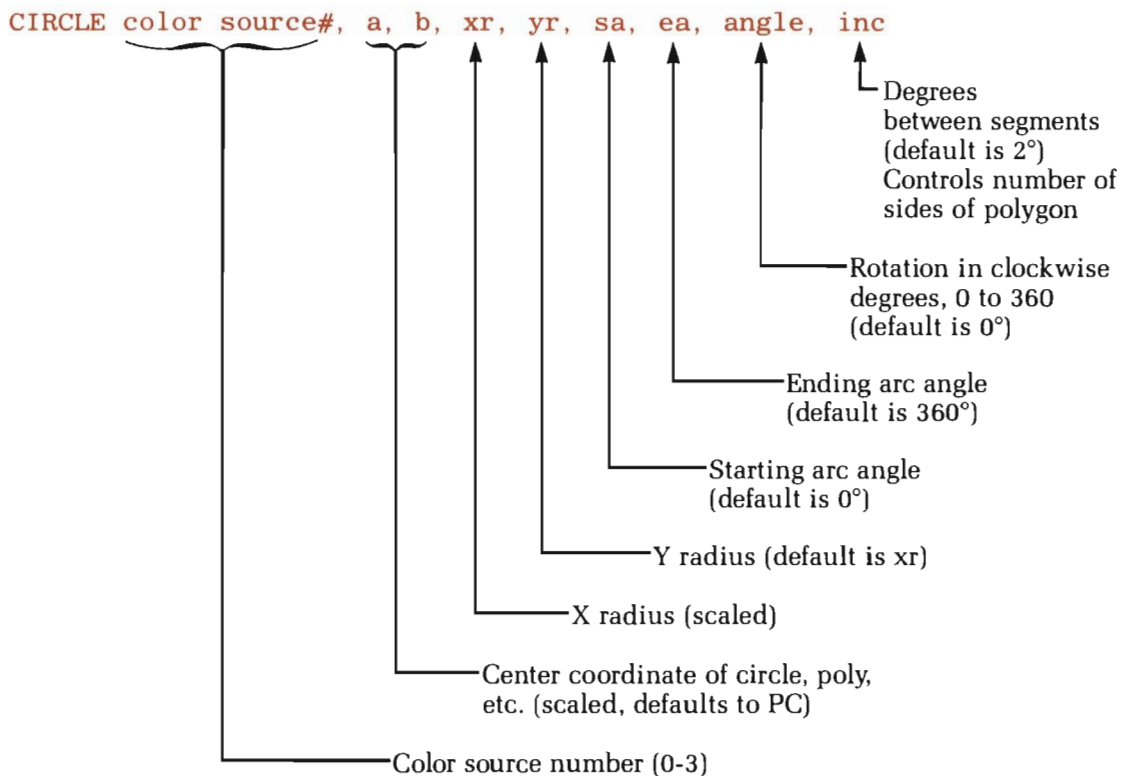 CIRCLE color source#, a, b, xr, yr, sa, ea, angle, inc
Degrees
between segments
(default is 2°)
Controls number of
sides of polygon
Rotation in clockwise
degrees, 0 to 360
(default is 0°)
Ending arc angle
(default is 360°)
Starting arc angle
(default is 0°)
Y radius (default is xr)
X radius (scaled)
Center coordinate of circle, poly,
etc. (scaled, defaults to PC)
Color source number (0-3)